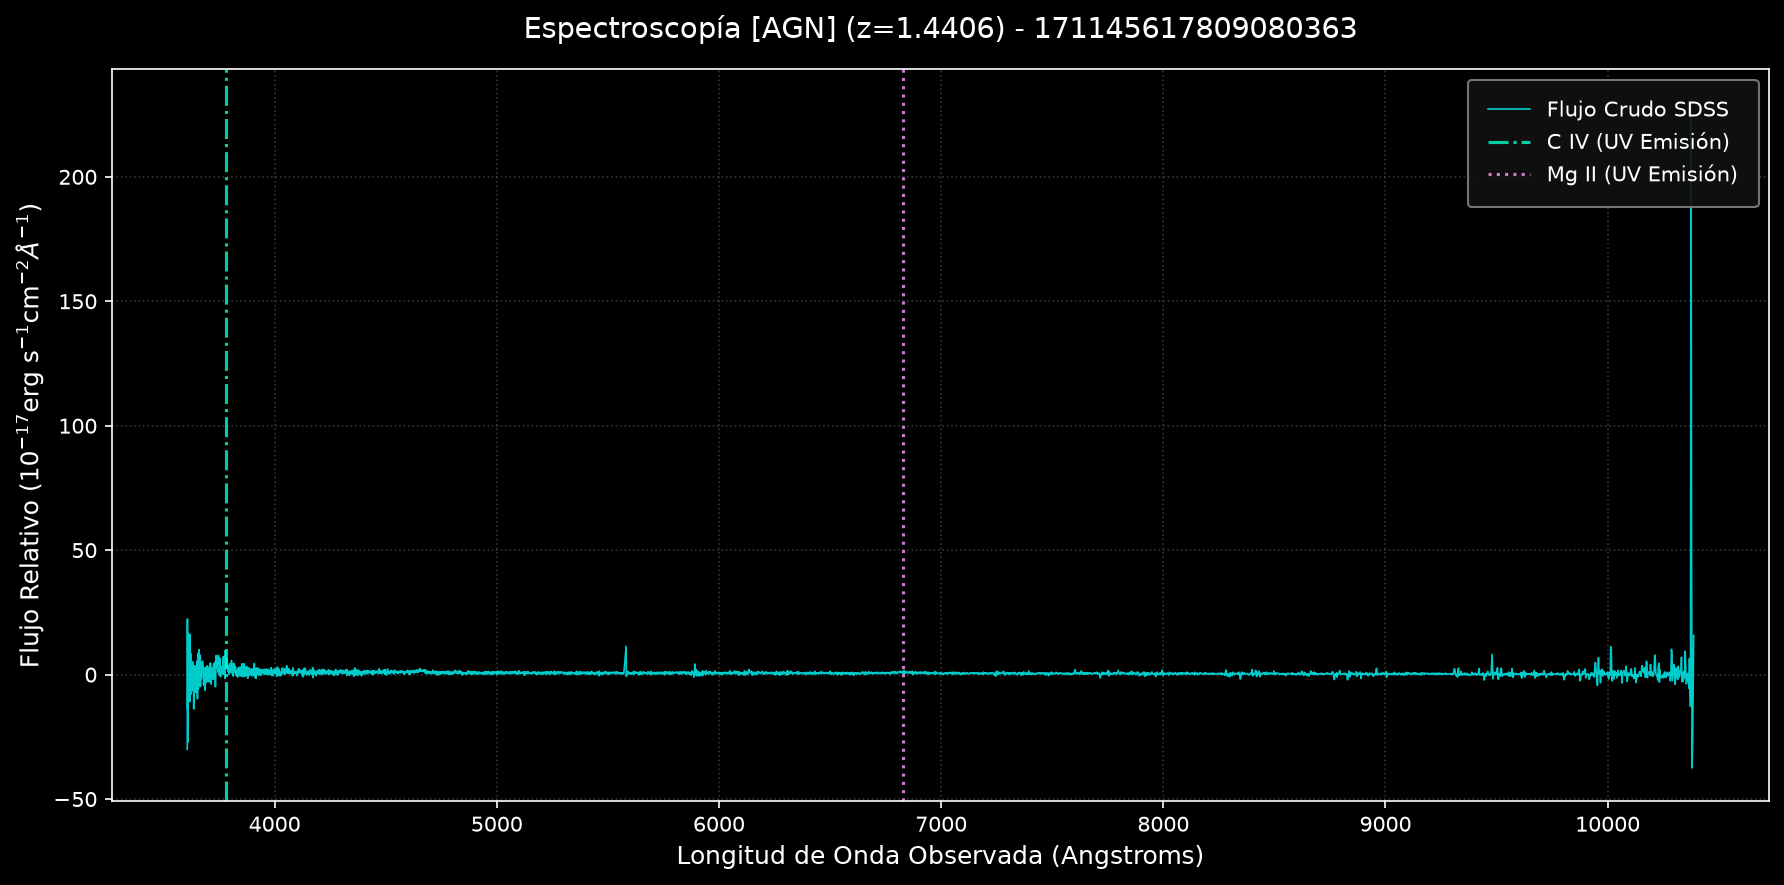 Espectroscopía [AGN] (z=1.4406) - 171145617809080363
Flujo Crudo SDSS
C IV (UV Emisión)
Mg II (UV Emisión)
Flujo Relativo (10⁻¹⁷erg s⁻¹cm⁻²Å⁻¹)
200
150
100
50
0
−50
4000 5000 6000 7000 8000 9000 10000
Longitud de Onda Observada (Angstroms)